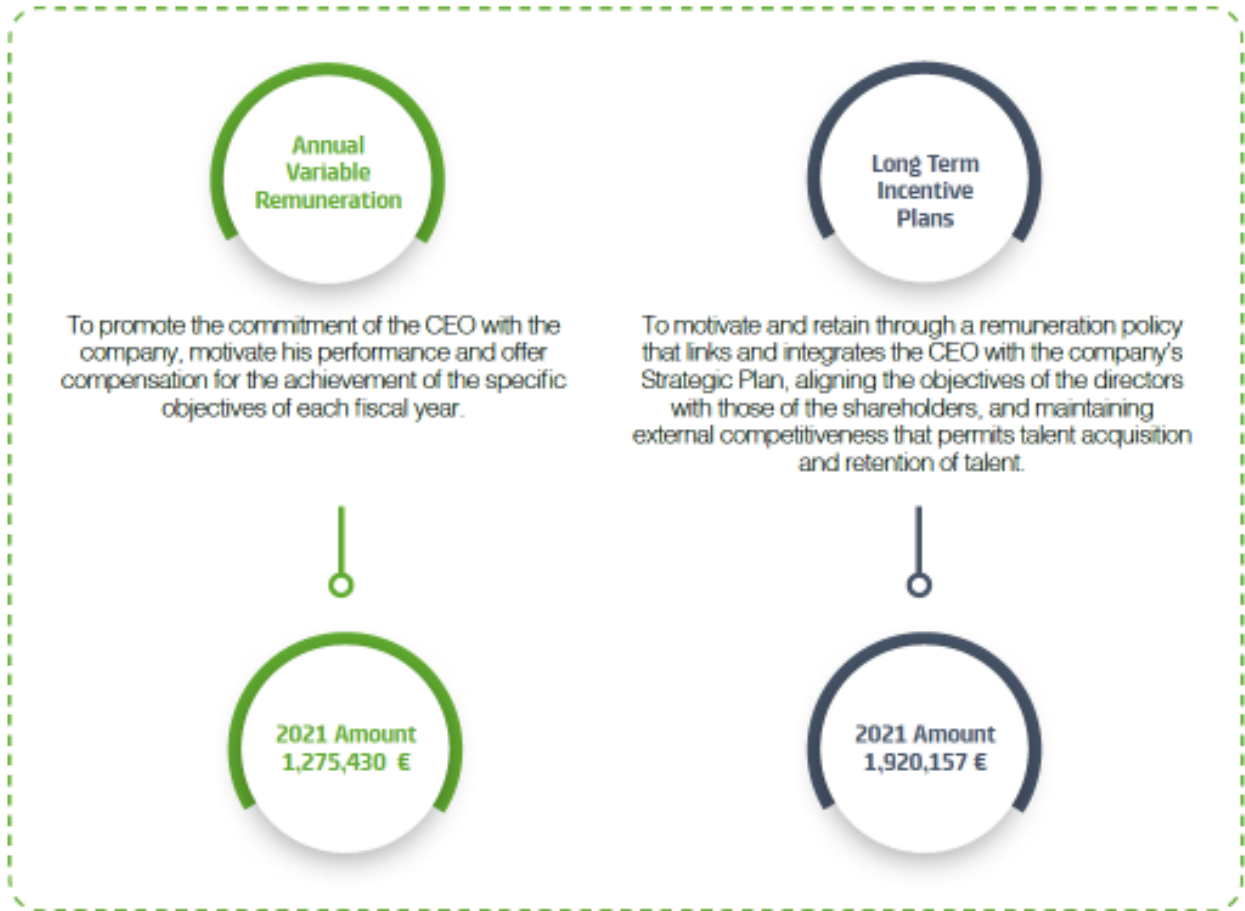 Annual
Variable
Remuneration
To promote the commitment of the CEO with the
company, motivate his performance and offer
compensation for the achievement of the specific
objectives of each fiscal year.
2021 Amount
1,275,430 €
Long Term
Incentive
Plans
To motivate and retain through a remuneration policy
that links and integrates the CEO with the company's
Strategic Plan, aligning the objectives of the directors
with those of the shareholders, and maintaining
external competitiveness that permits talent acquisition
and retention of talent.
2021 Amount
1,920,157 €